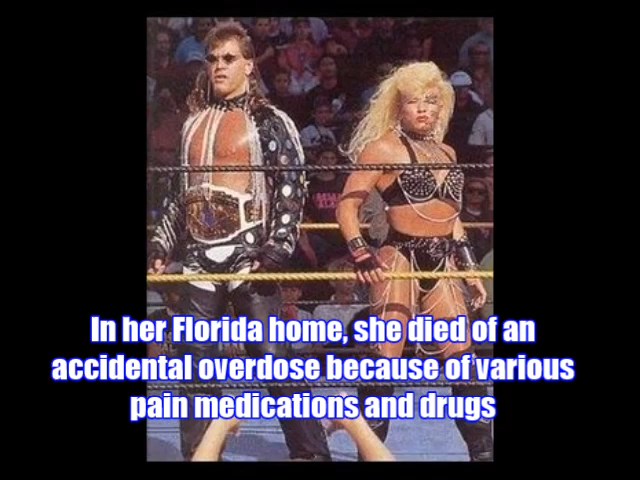 In her Florida home, she died of an
accidental overdose because of various
pain medications and drugs